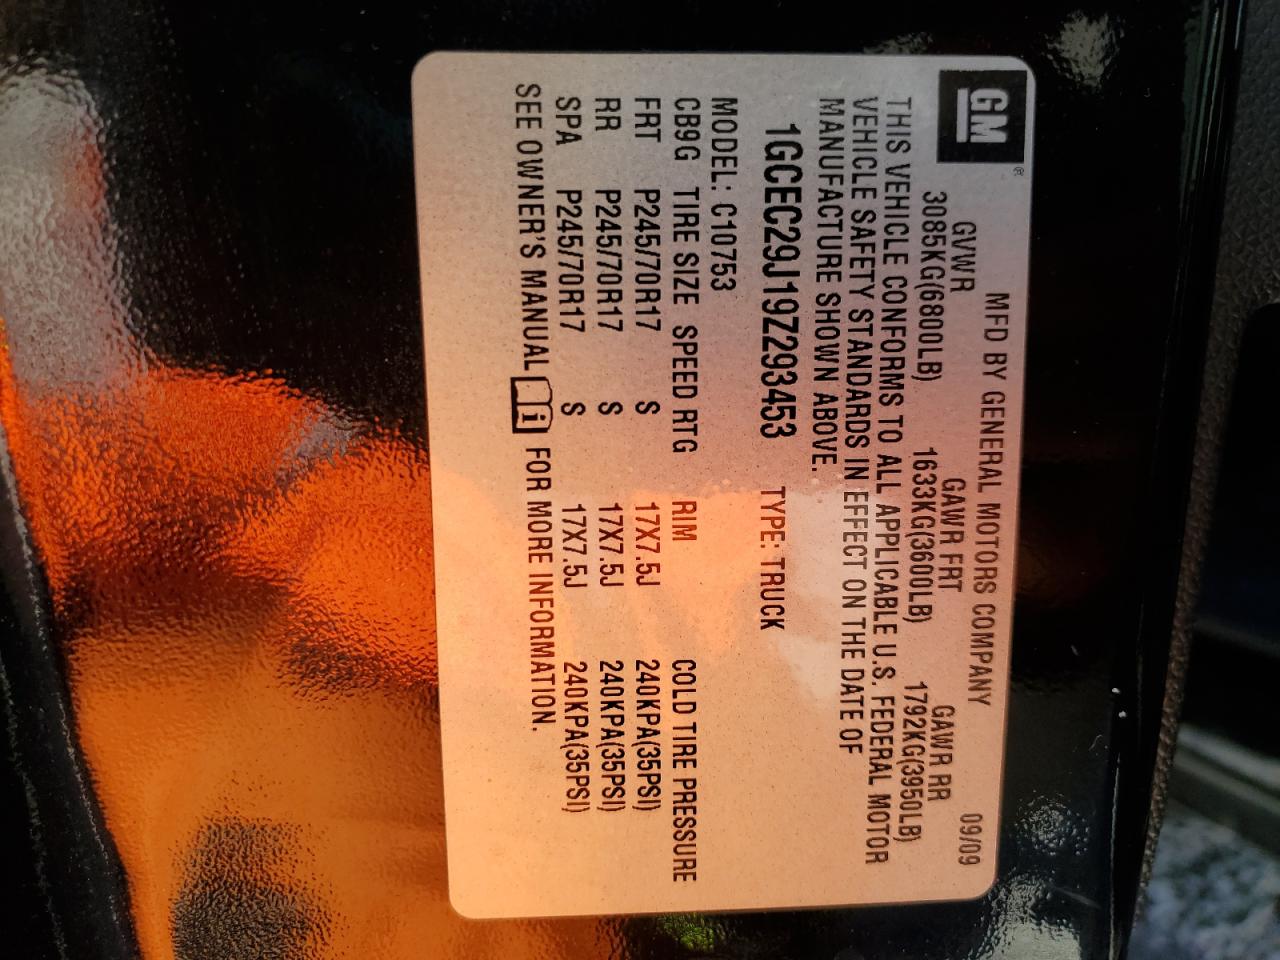 GM®
MFD BY GENERAL MOTORS COMPANY 09/09
GVWR GAWR FRT GAWR RR
3085KG(6800LB) 1633KG(3600LB) 1792KG(3950LB)
THIS VEHICLE CONFORMS TO ALL APPLICABLE U.S. FEDERAL MOTOR
VEHICLE SAFETY STANDARDS IN EFFECT ON THE DATE OF
MANUFACTURE SHOWN ABOVE.
1GCEC29J19Z293453 TYPE: TRUCK
MODEL: C10753
CB9G TIRE SIZE SPEED RTG RIM COLD TIRE PRESSURE
FRT P245/70R17 S 17X7.5J 240KPA(35PSI)
RR P245/70R17 S 17X7.5J 240KPA(35PSI)
SPA P245/70R17 S 17X7.5J 240KPA(35PSI)
SEE OWNER'S MANUAL i FOR MORE INFORMATION.